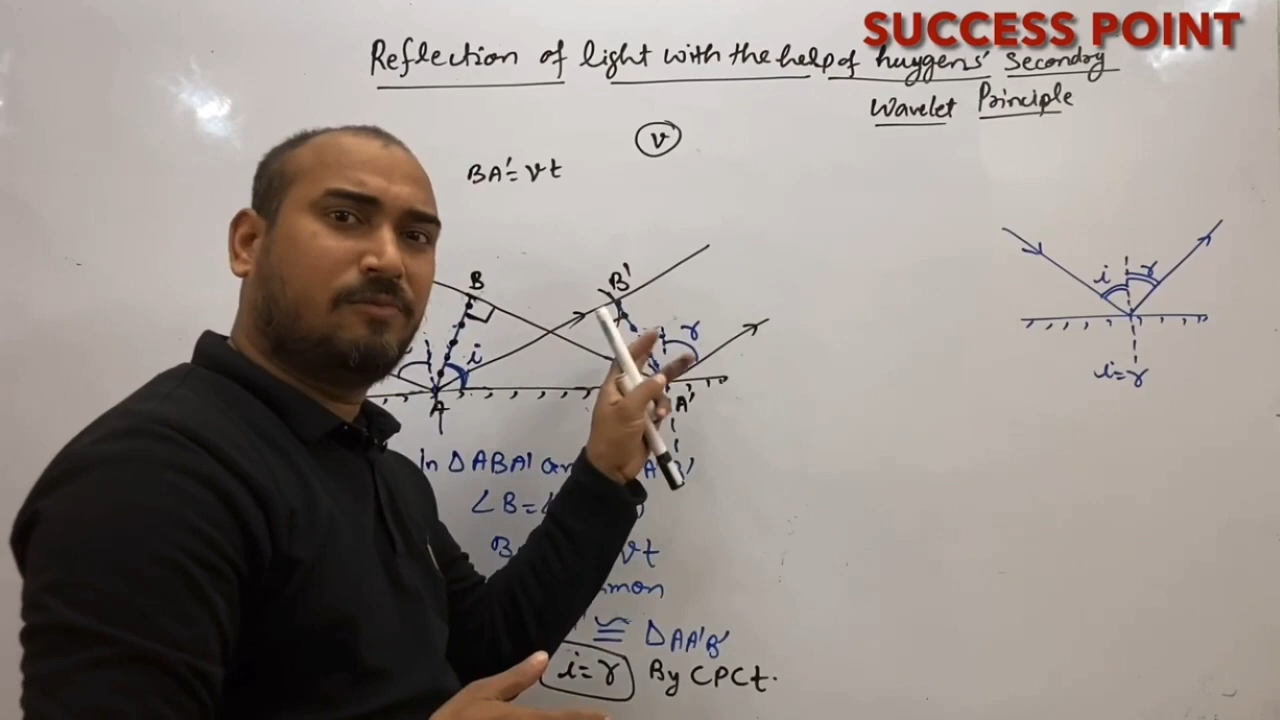 SUCCESS POINT
Reflection of light with the help of huygens' Secondary
Wavelet Principle
v
BA' = vt
B
B'
i
r
i
r
A
A'
i=r
In ΔABA'
∠B=∠
vt
≅ ΔAA'B'
i=r By CPCt.